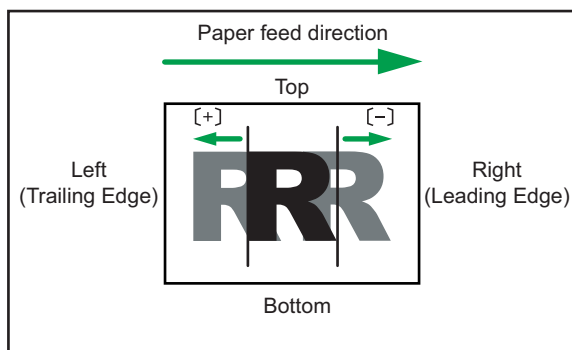 Paper feed direction
Top
[+]
[−]
Left
(Trailing Edge)
RRR
Right
(Leading Edge)
Bottom